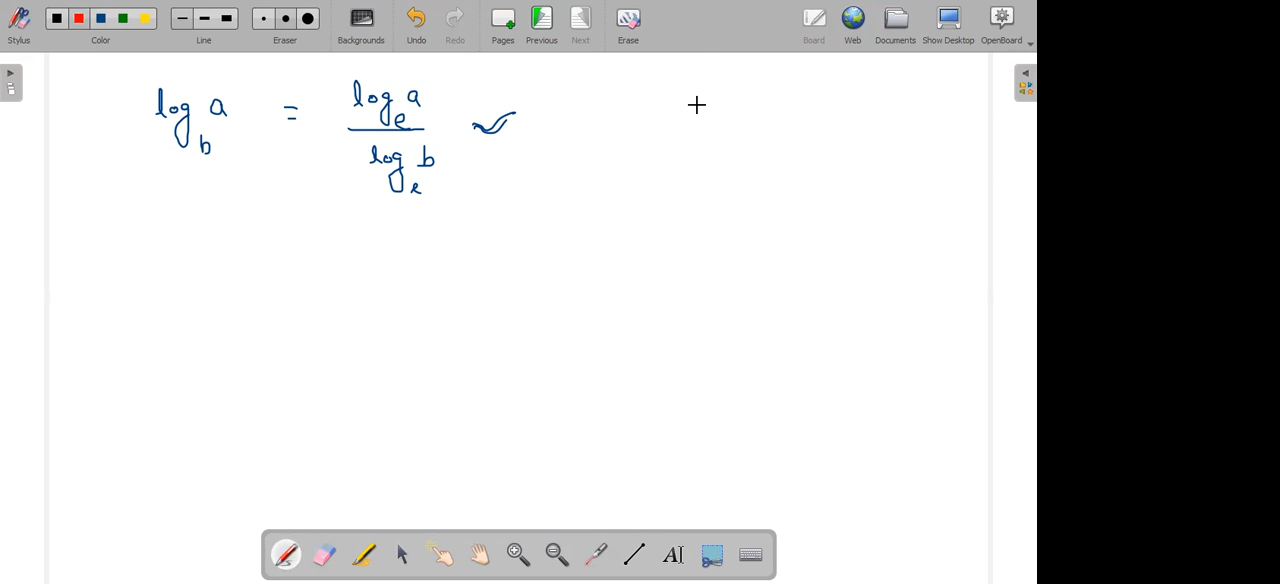 Stylus Color Line Eraser Backgrounds Undo Redo Pages Previous Next Erase Board Web Documents Show Desktop OpenBoard
log_b a = log_e a / log_e b
A